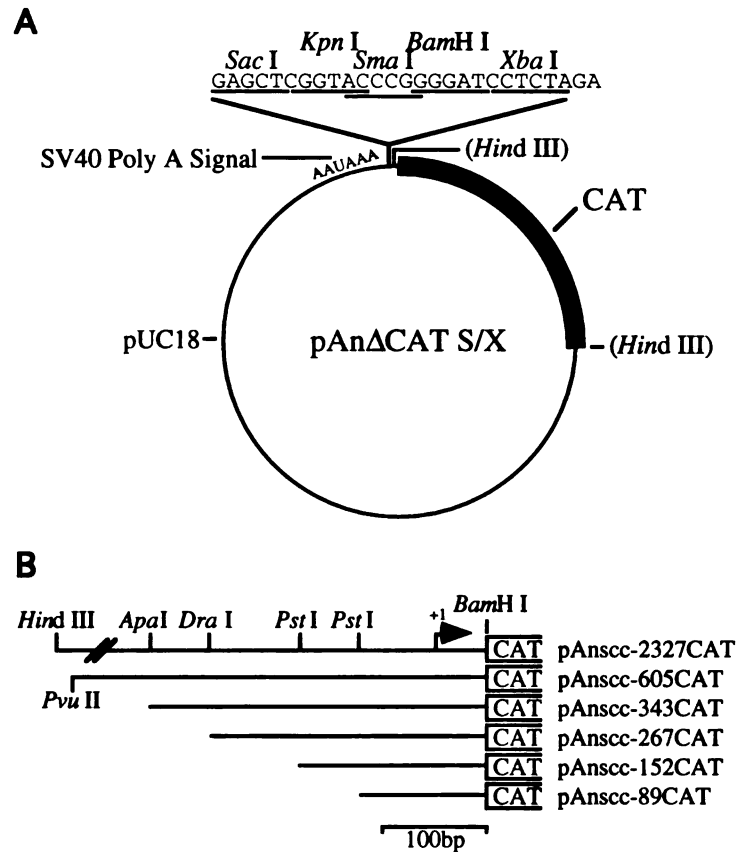 A
Kpn I BamH I
Sac I Sma I Xba I
GAGCTCGGTACCCGGGGATCCTCTAGA
SV40 Poly A Signal
AAUAAA
(Hind III)
CAT
pUC18
pAnΔCAT S/X
(Hind III)
B
Hind III ApaI Dra I Pst I Pst I +1 BamH I
CAT pAnscc-2327CAT
Pvu II
CAT pAnscc-605CAT
CAT pAnscc-343CAT
CAT pAnscc-267CAT
CAT pAnscc-152CAT
CAT pAnscc-89CAT
100bp